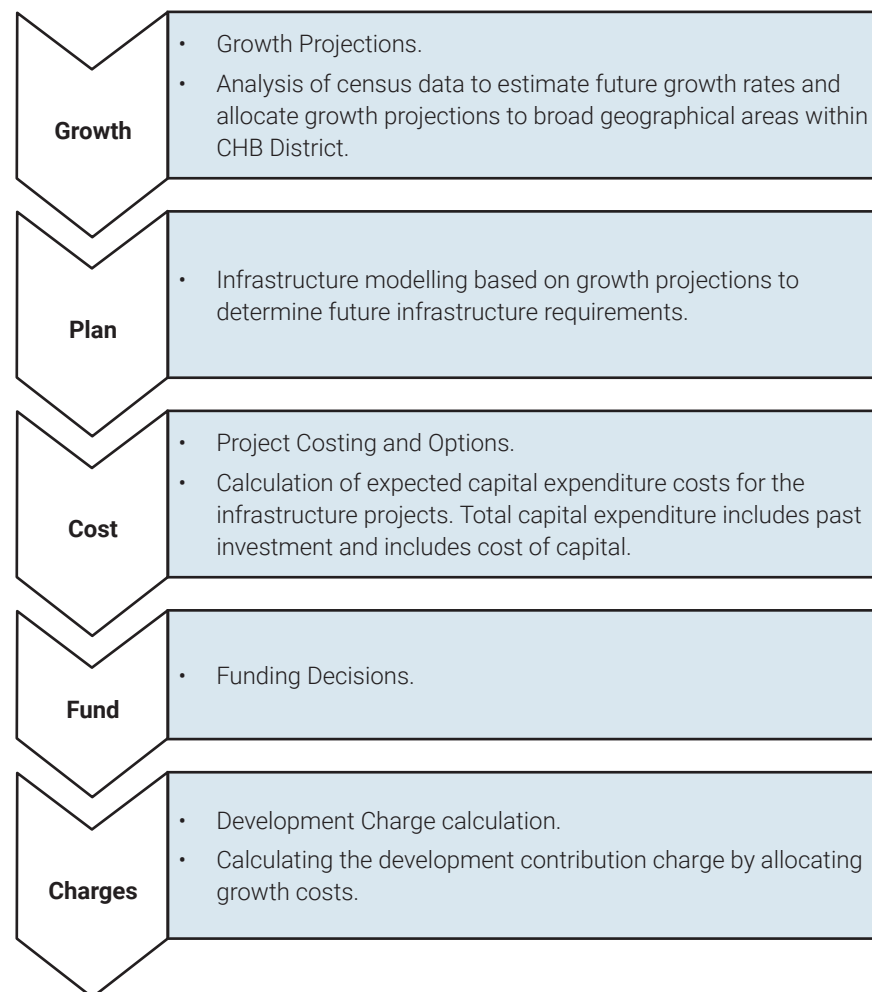 Growth
• Growth Projections.
• Analysis of census data to estimate future growth rates and
allocate growth projections to broad geographical areas within
CHB District.
Plan
• Infrastructure modelling based on growth projections to
determine future infrastructure requirements.
Cost
• Project Costing and Options.
• Calculation of expected capital expenditure costs for the
infrastructure projects. Total capital expenditure includes past
investment and includes cost of capital.
Fund
• Funding Decisions.
Charges
• Development Charge calculation.
• Calculating the development contribution charge by allocating
growth costs.